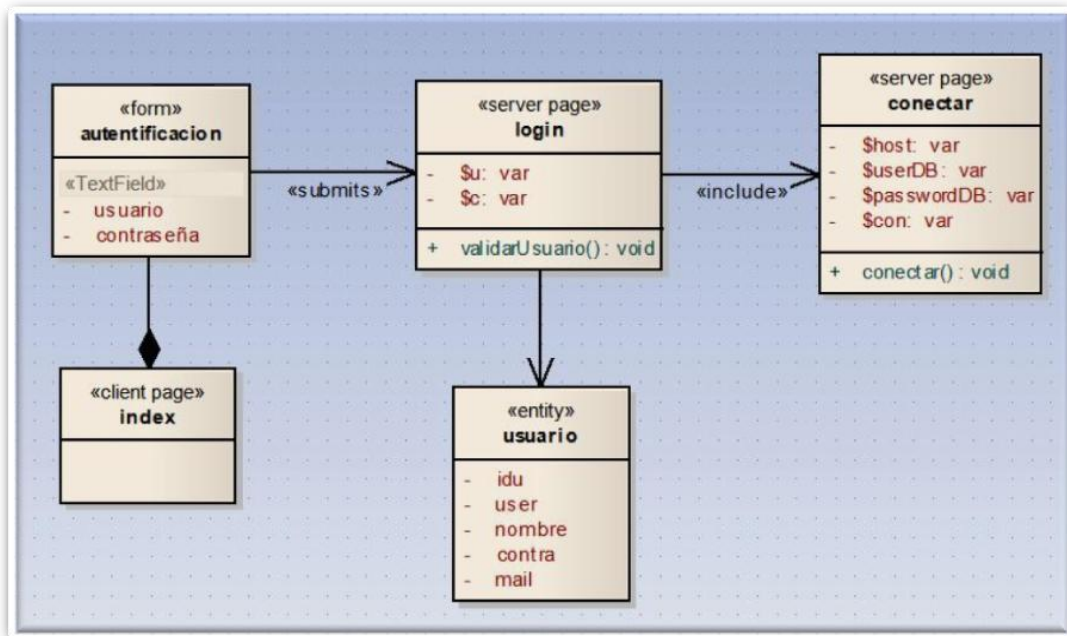 «form»
autentificacion
«TextField»
- usuario
- contraseña
«submits»
«server page»
login
- $u: var
- $c: var
+ validarUsuario(): void
«include»
«server page»
conectar
- $host: var
- $userDB: var
- $passwordDB: var
- $con: var
+ conectar(): void
«client page»
index
«entity»
usuario
- idu
- user
- nombre
- contra
- mail